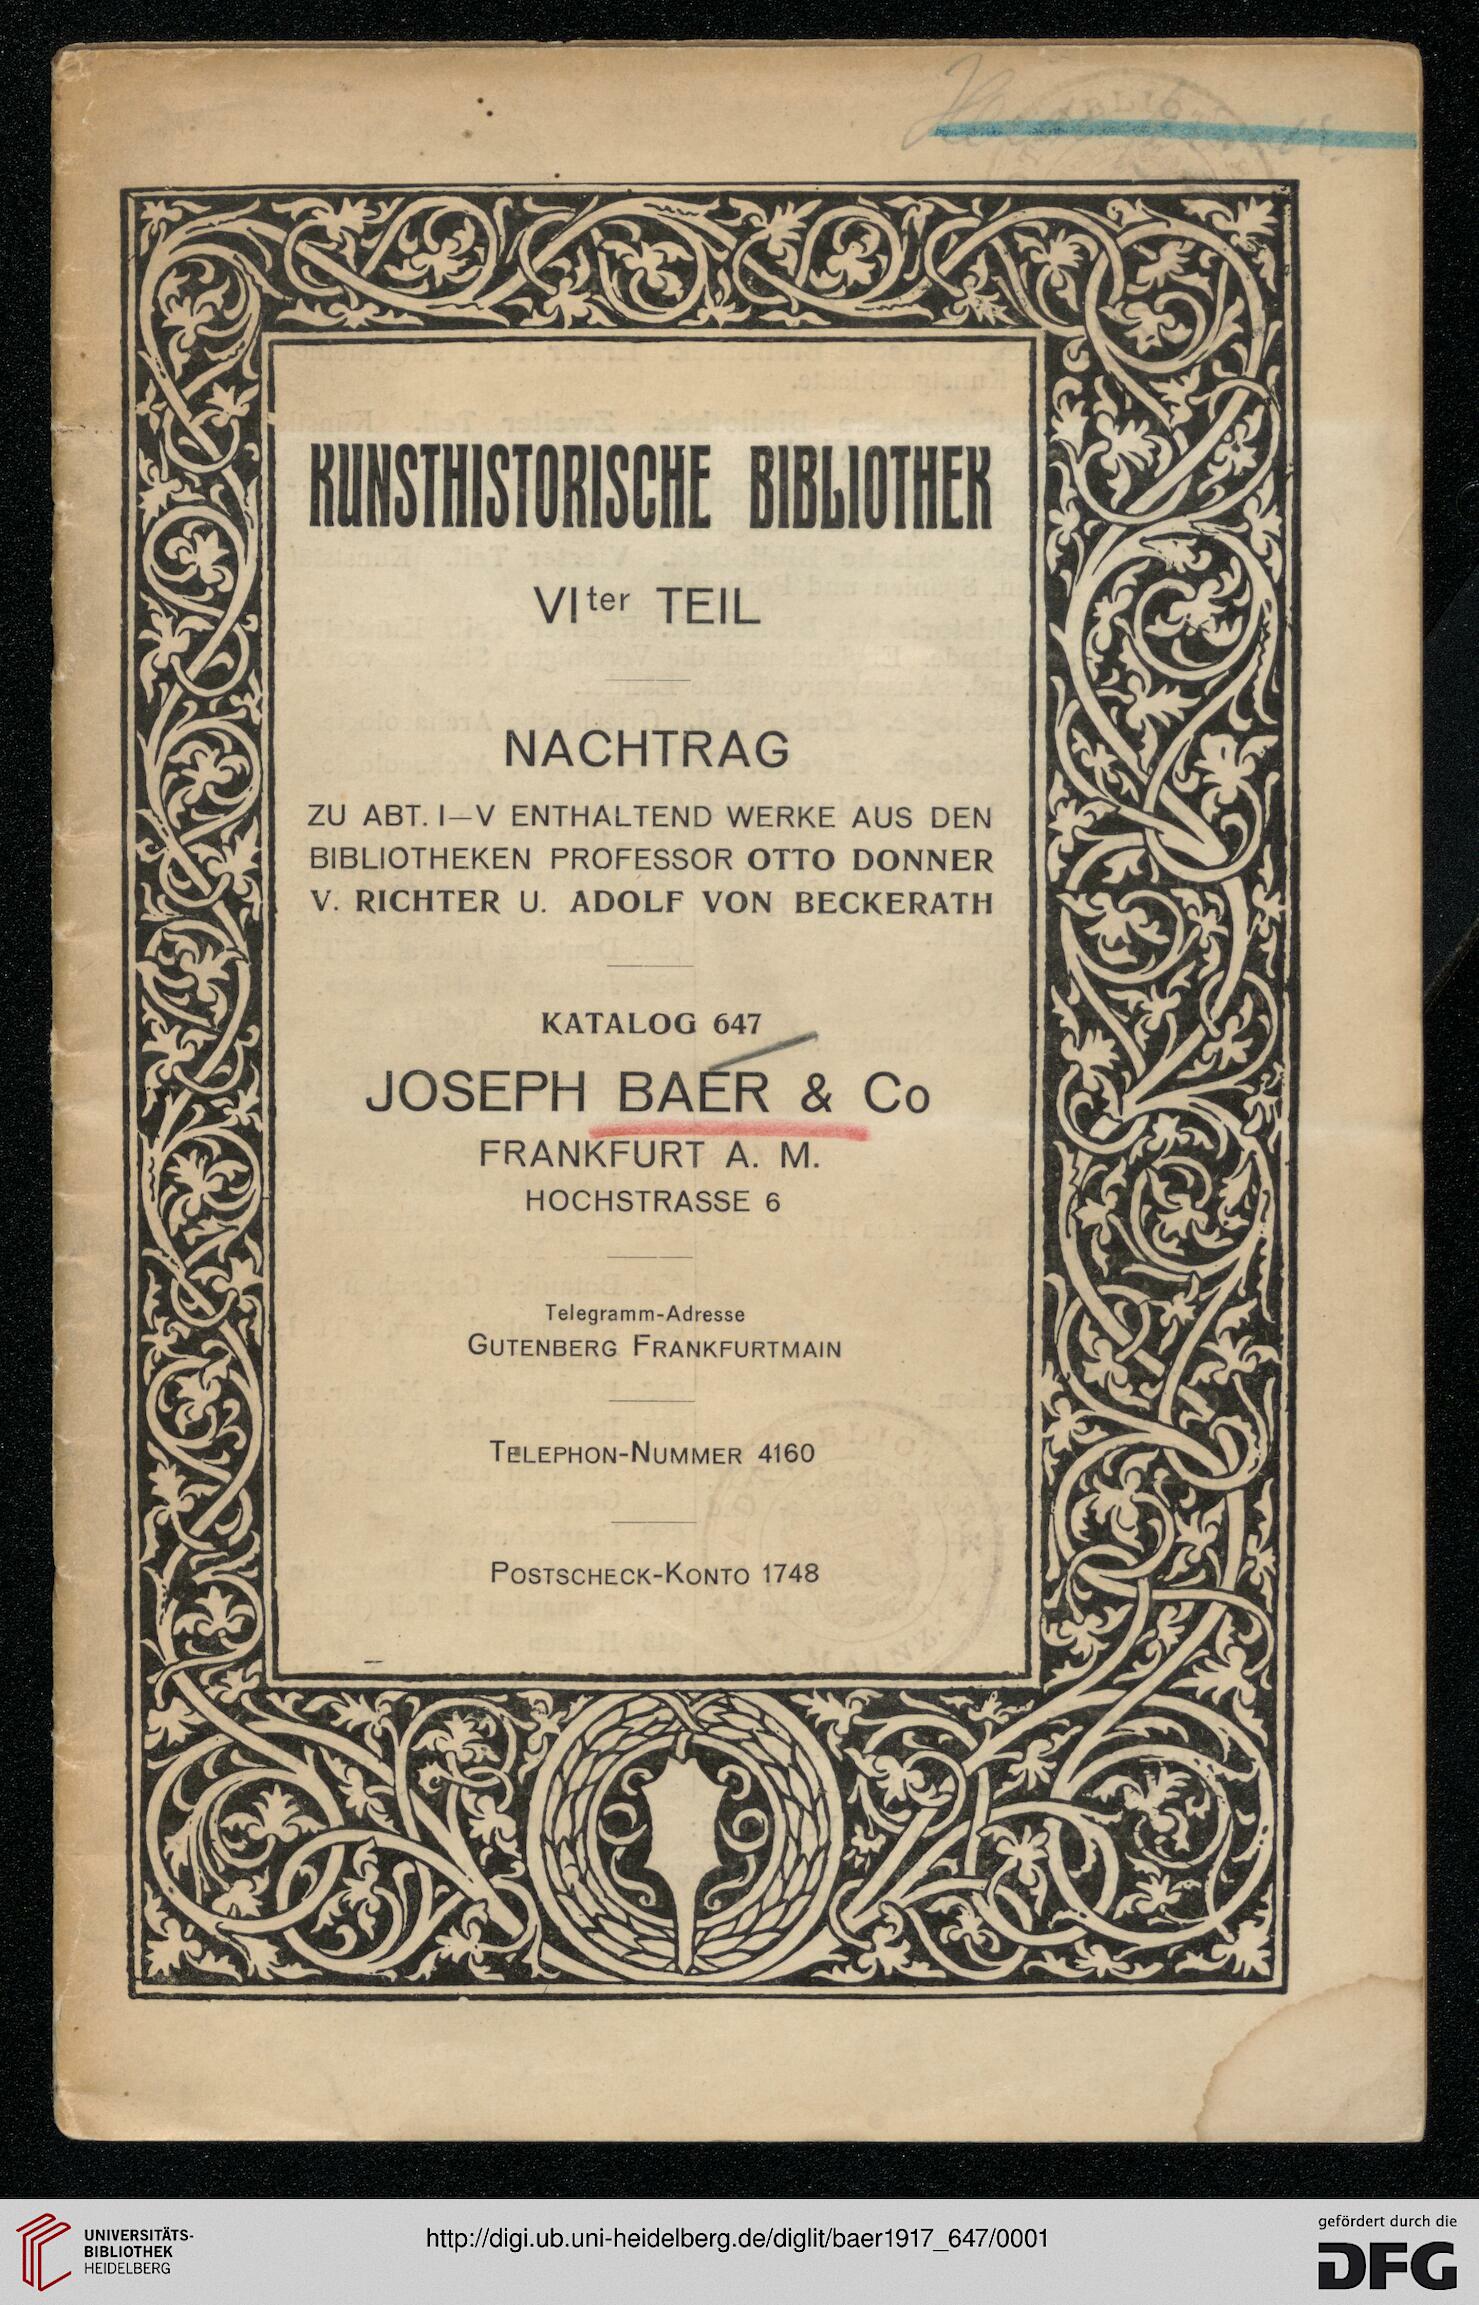 KUNSTHISTORISCHE BIBLIOTHEK
VIter TEIL
NACHTRAG
ZU ABT. I—V ENTHALTEND WERKE AUS DEN
BIBLIOTHEKEN PROFESSOR OTTO DONNER
V. RICHTER U. ADOLF VON BECKERATH
KATALOG 647
JOSEPH BAER & Co
FRANKFURT A. M.
HOCHSTRASSE 6
Telegramm-Adresse
GUTENBERG FRANKFURTMAIN
TELEPHON-NUMMER 4160
POSTSCHECK-KONTO 1748
UNIVERSITÄTS-
BIBLIOTHEK
HEIDELBERG
http://digi.ub.uni-heidelberg.de/diglit/baer1917_647/0001
gefördert durch die
DFG